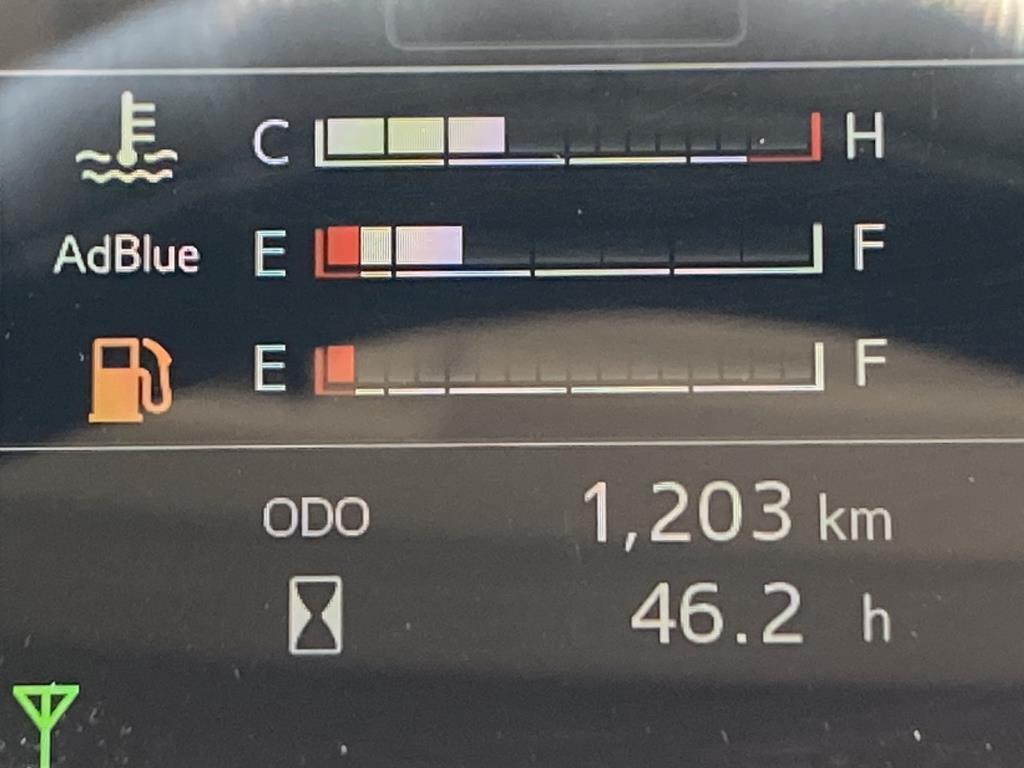 C H
AdBlue E F
E F
ODO 1,203 km
46.2 h